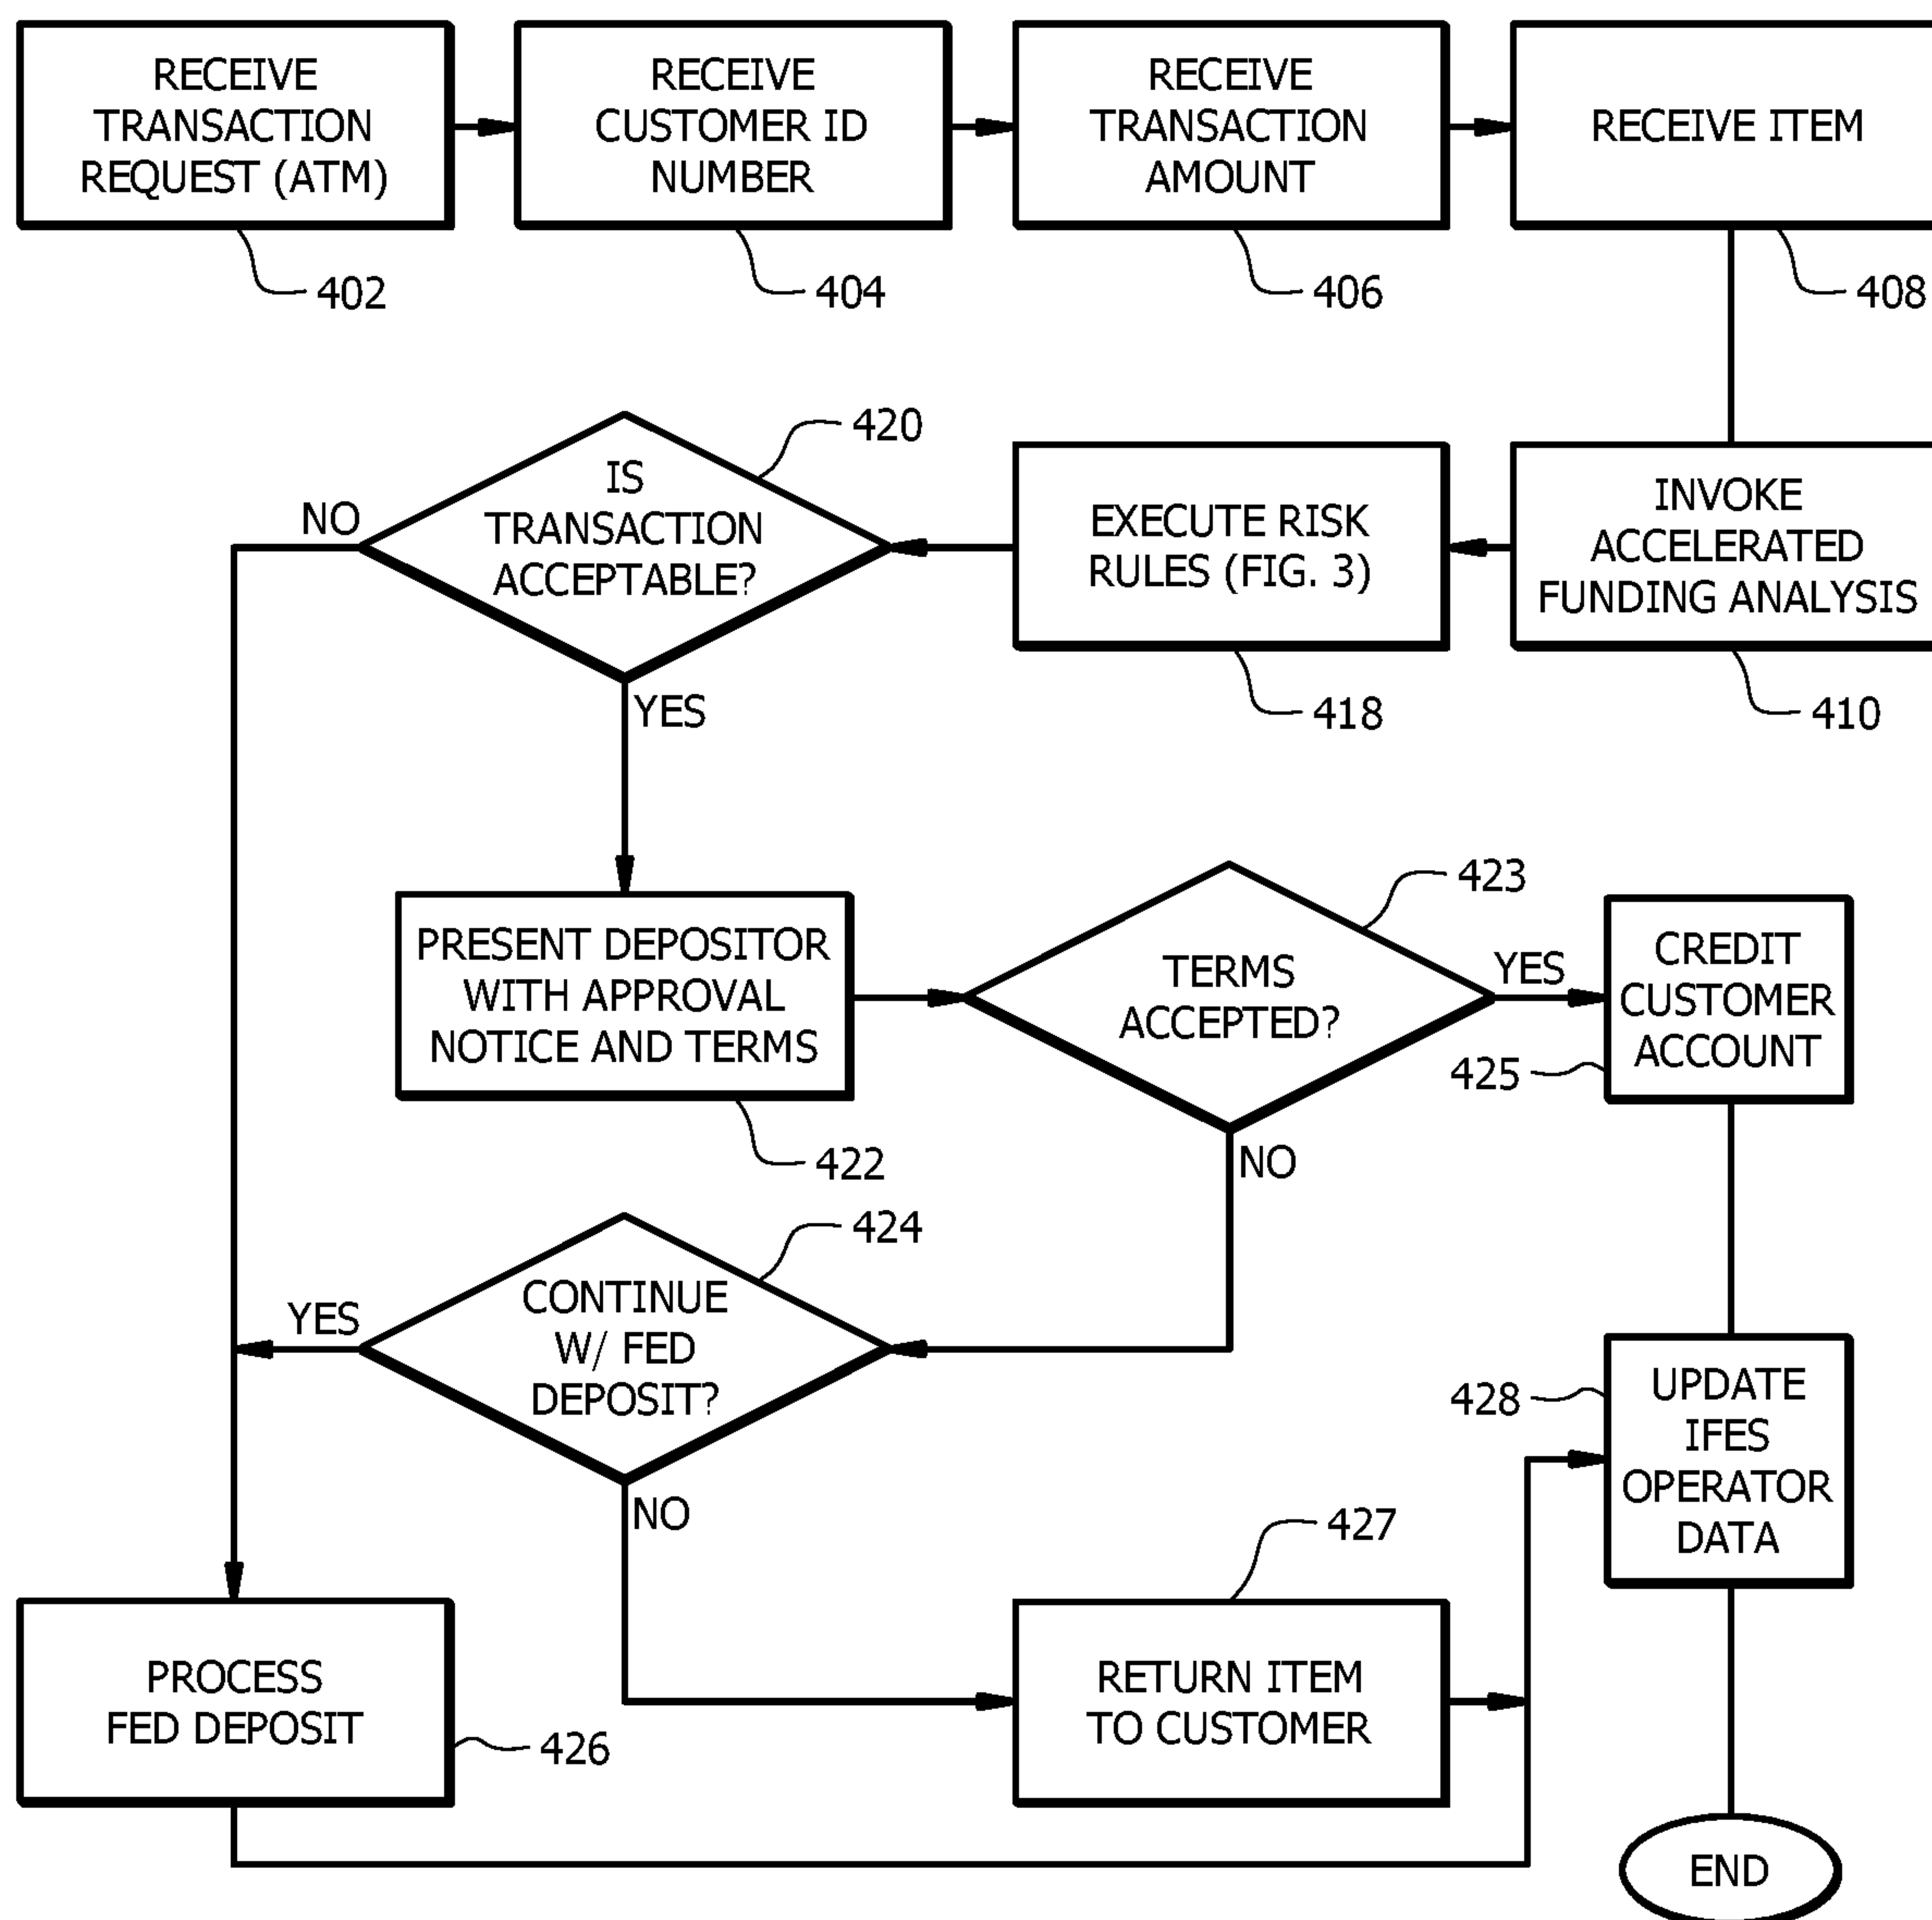 RECEIVE
TRANSACTION
REQUEST (ATM)
402
RECEIVE
CUSTOMER ID
NUMBER
404
RECEIVE
TRANSACTION
AMOUNT
406
RECEIVE ITEM
408
INVOKE
ACCELERATED
FUNDING ANALYSIS
410
EXECUTE RISK
RULES (FIG. 3)
418
IS
TRANSACTION
ACCEPTABLE?
420
NO
YES
PRESENT DEPOSITOR
WITH APPROVAL
NOTICE AND TERMS
422
TERMS
ACCEPTED?
423
YES
NO
CREDIT
CUSTOMER
ACCOUNT
425
CONTINUE
W/ FED
DEPOSIT?
424
YES
NO
UPDATE
IFES
OPERATOR
DATA
428
PROCESS
FED DEPOSIT
426
RETURN ITEM
TO CUSTOMER
427
END